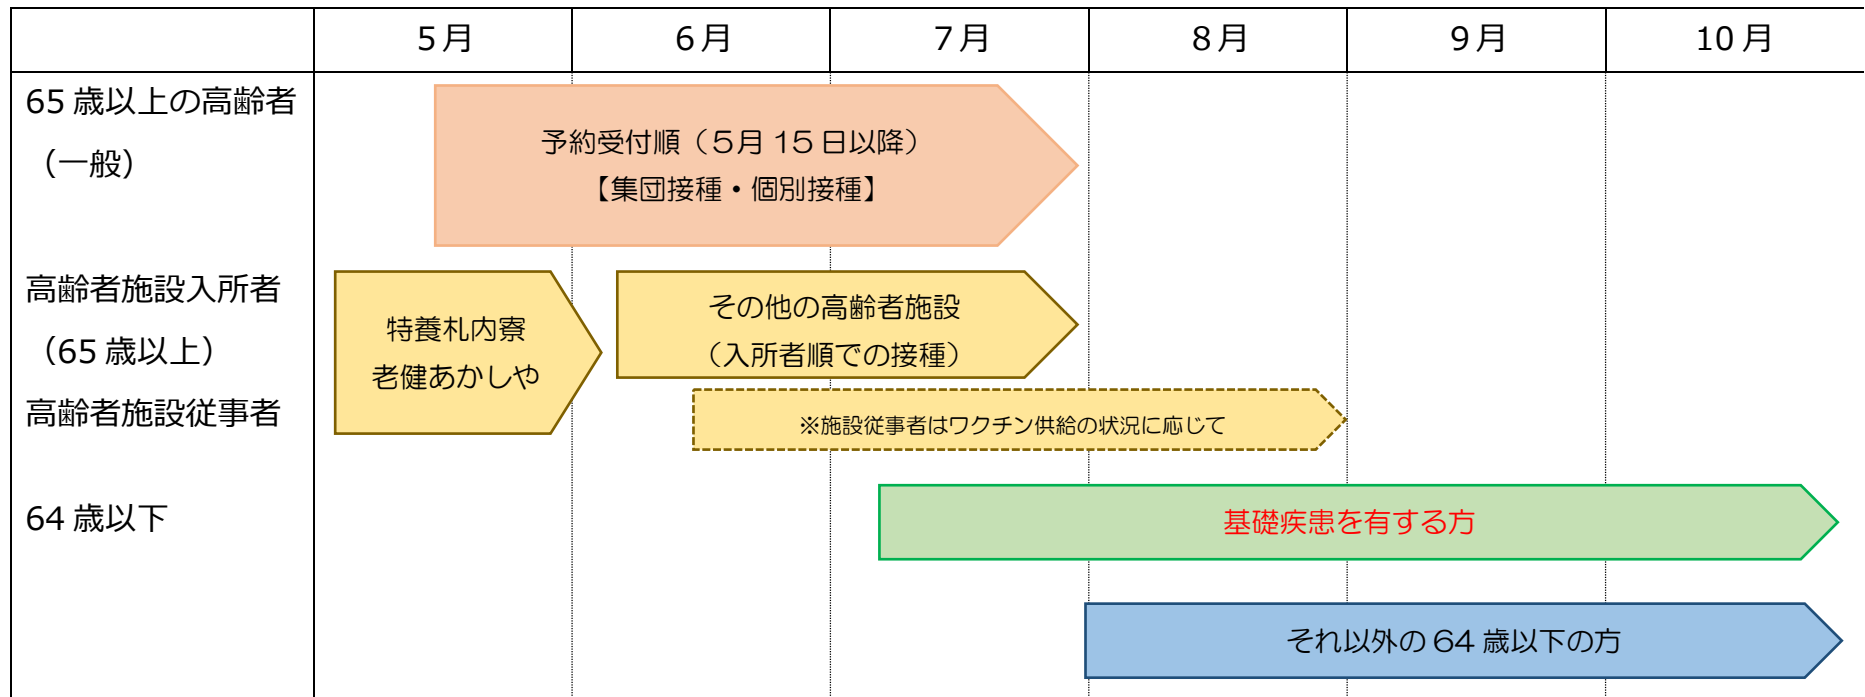 5月 6月 7月 8月 9月 10月
65歳以上の高齢者
（一般）
予約受付順（５月15日以降）
【集団接種・個別接種】
高齢者施設入所者
（65歳以上）
高齢者施設従事者
特養札内寮
老健あかしや
その他の高齢者施設
（入所者順での接種）
※施設従事者はワクチン供給の状況に応じて
64歳以下
基礎疾患を有する方
それ以外の64歳以下の方